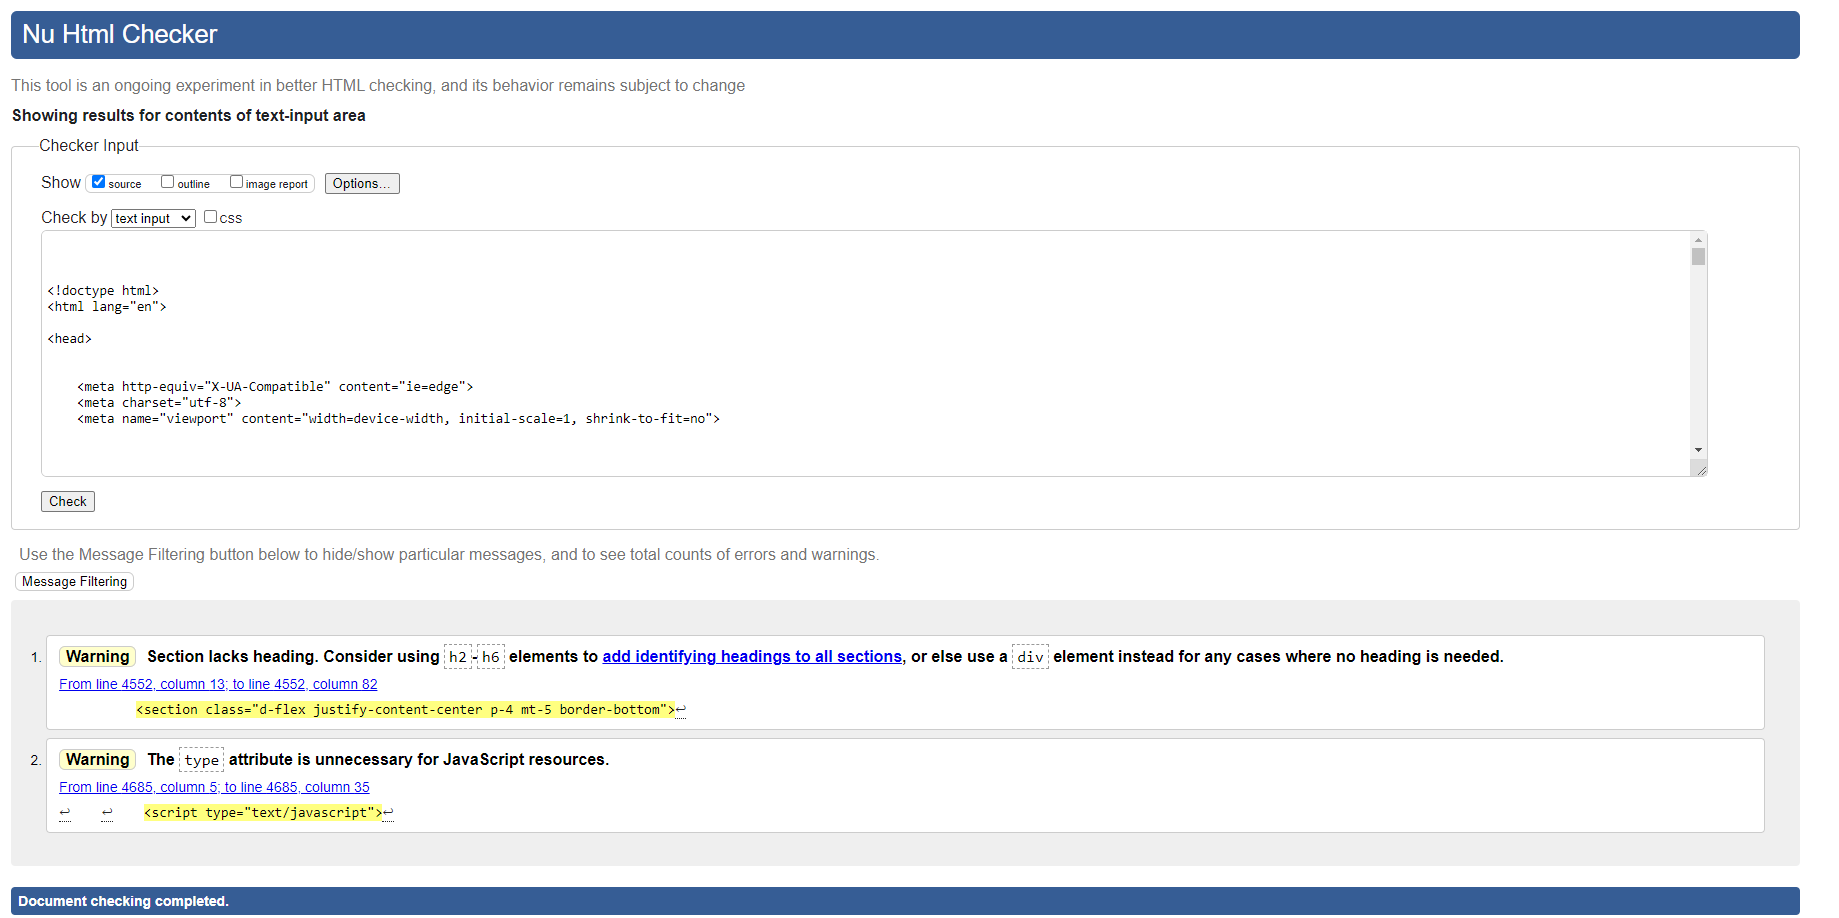 Nu Html Checker
This tool is an ongoing experiment in better HTML checking, and its behavior remains subject to change
Showing results for contents of text-input area
Checker Input
Show source outline image report Options...
Check by text input css
<!doctype html>
<html lang="en">
<head>
<meta http-equiv="X-UA-Compatible" content="ie=edge">
<meta charset="utf-8">
<meta name="viewport" content="width=device-width, initial-scale=1, shrink-to-fit=no">
Check
Use the Message Filtering button below to hide/show particular messages, and to see total counts of errors and warnings.
Message Filtering
1. Warning Section lacks heading. Consider using h2-h6 elements to add identifying headings to all sections, or else use a div element instead for any cases where no heading is needed.
From line 4552, column 13; to line 4552, column 82
<section class="d-flex justify-content-center p-4 mt-5 border-bottom">↩
2. Warning The type attribute is unnecessary for JavaScript resources.
From line 4685, column 5; to line 4685, column 35
↩ ↩ <script type="text/javascript">↩
Document checking completed.